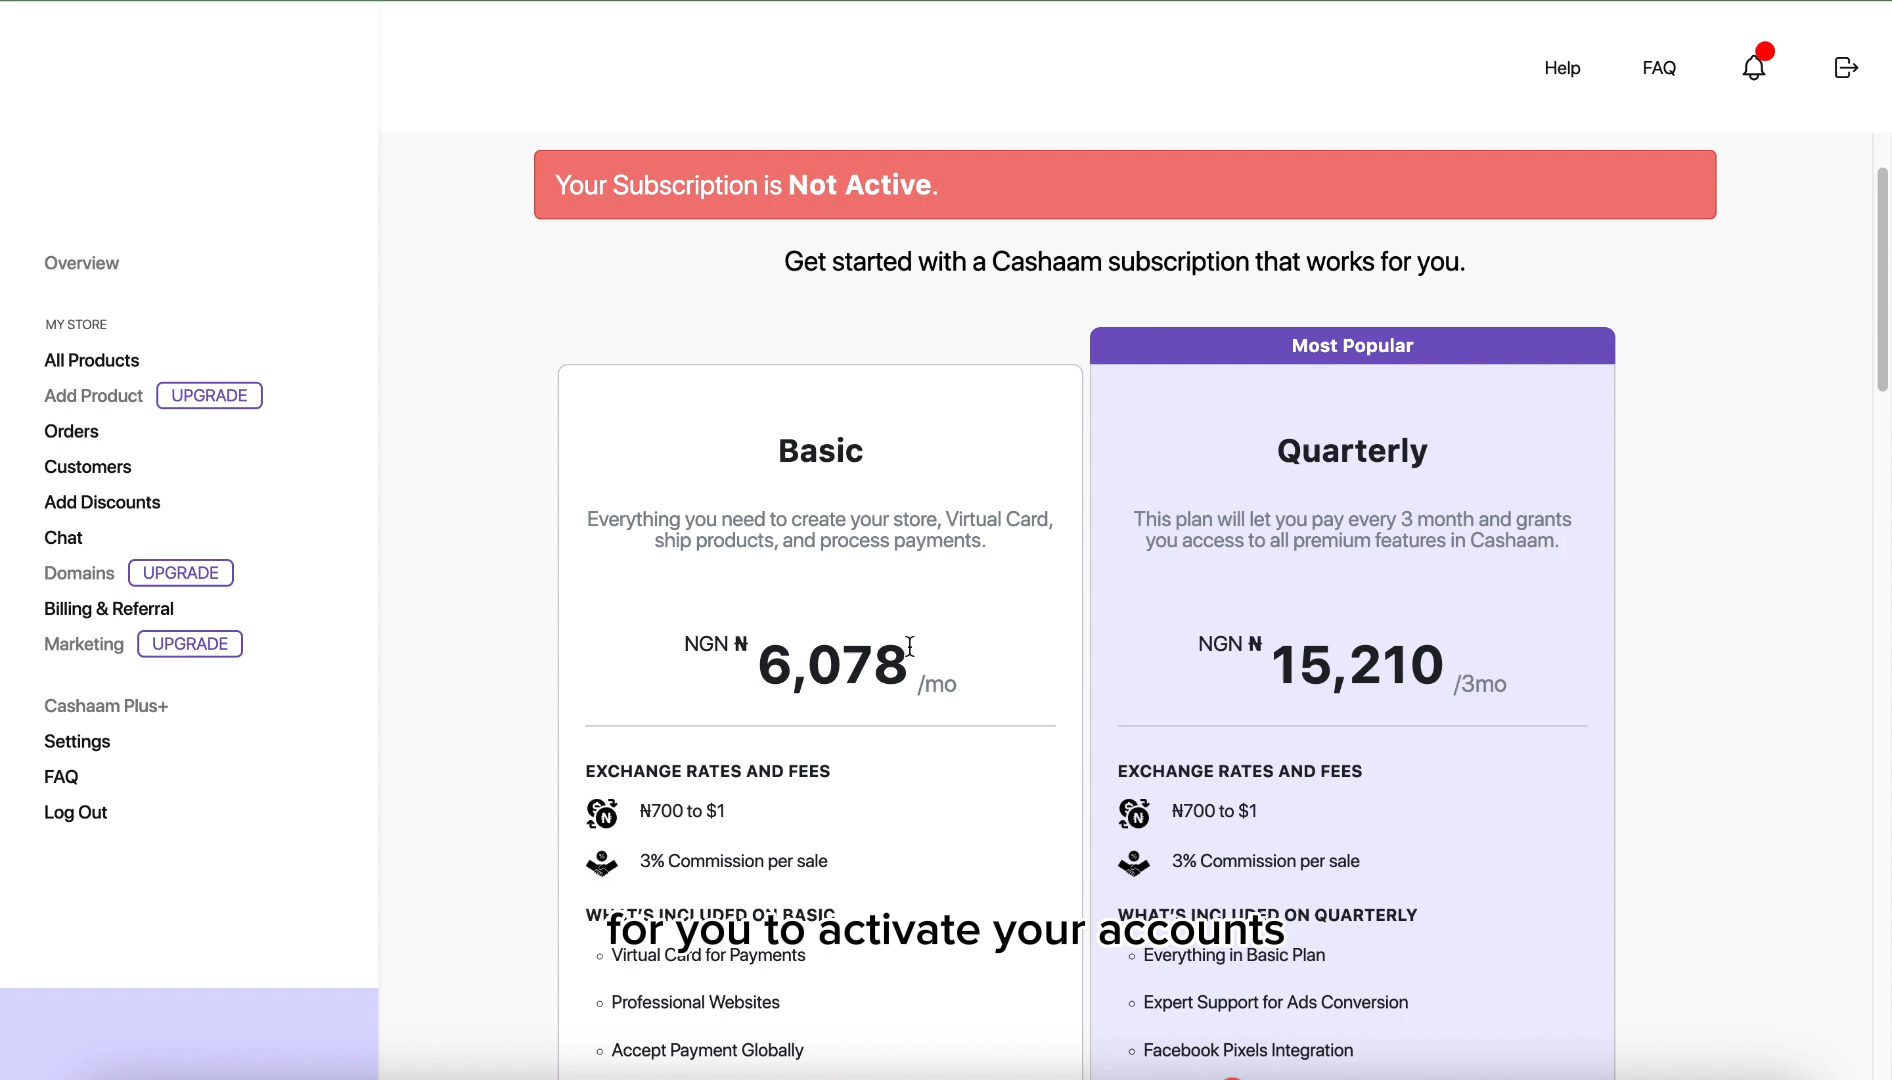 Help
FAQ
Your Subscription is Not Active.
Get started with a Cashaam subscription that works for you.
Overview
MY STORE
All Products
Add Product UPGRADE
Orders
Customers
Add Discounts
Chat
Domains UPGRADE
Billing & Referral
Marketing UPGRADE
Cashaam Plus+
Settings
FAQ
Log Out
Basic
Everything you need to create your store, Virtual Card,
ship products, and process payments.
NGN ₦ 6,078 /mo
EXCHANGE RATES AND FEES
₦700 to $1
3% Commission per sale
WHAT'S INCLUDED ON BASIC
Virtual Card for Payments
Professional Websites
Accept Payment Globally
Most Popular
Quarterly
This plan will let you pay every 3 month and grants
you access to all premium features in Cashaam.
NGN ₦ 15,210 /3mo
EXCHANGE RATES AND FEES
₦700 to $1
3% Commission per sale
WHAT'S INCLUDED ON QUARTERLY
Everything in Basic Plan
Expert Support for Ads Conversion
Facebook Pixels Integration
for you to activate your accounts